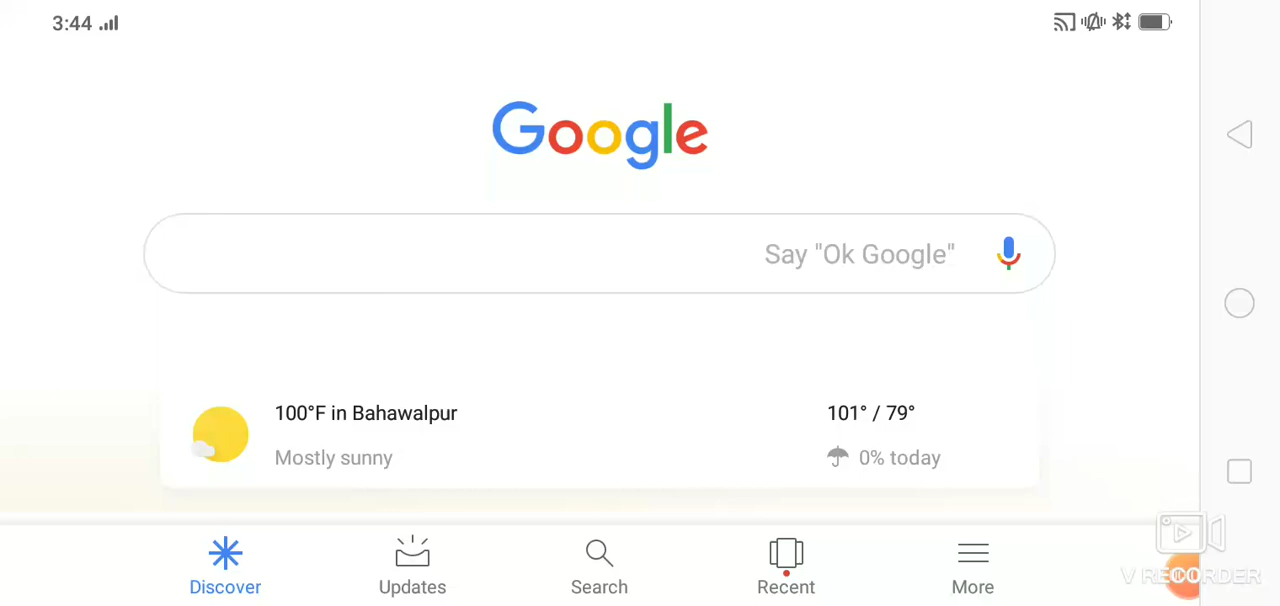 3:44
Google
Say "Ok Google"
100°F in Bahawalpur
101° / 79°
Mostly sunny
0% today
Discover
Updates
Search
Recent
More
V RECORDER